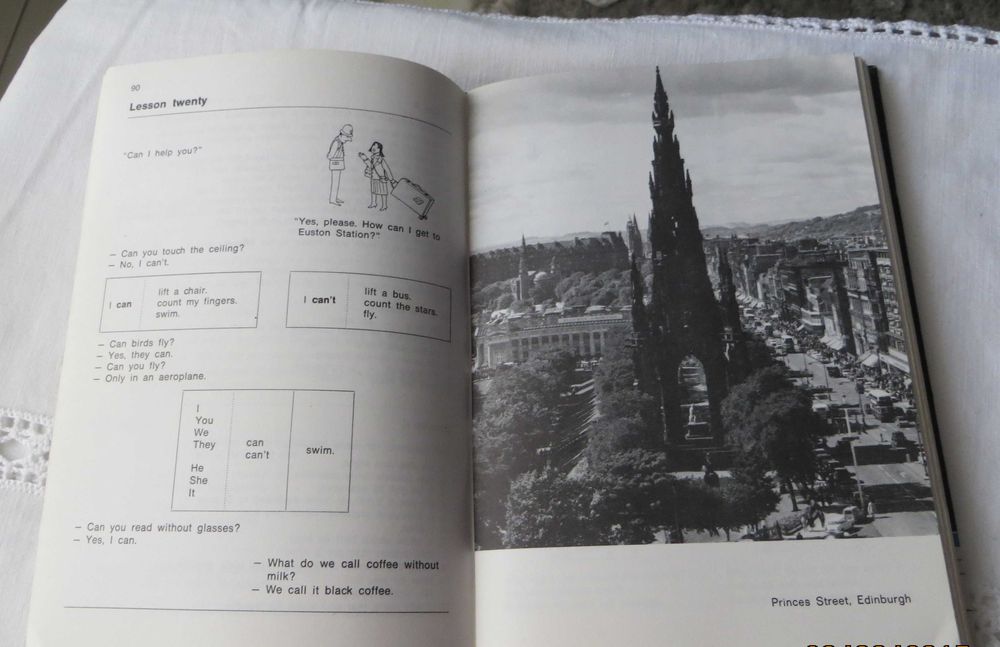 90
Lesson twenty
"Can I help you?"
"Yes, please. How can I get to
Euston Station?"
– Can you touch the ceiling?
– No, I can't.
I can
lift a chair.
count my fingers.
swim.
I can't
lift a bus.
count the stars.
fly.
– Can birds fly?
– Yes, they can.
– Can you fly?
– Only in an aeroplane.
I
You
We
They
He
She
It
can
can't
swim.
– Can you read without glasses?
– Yes, I can.
– What do we call coffee without
milk?
– We call it black coffee.
Princes Street, Edinburgh